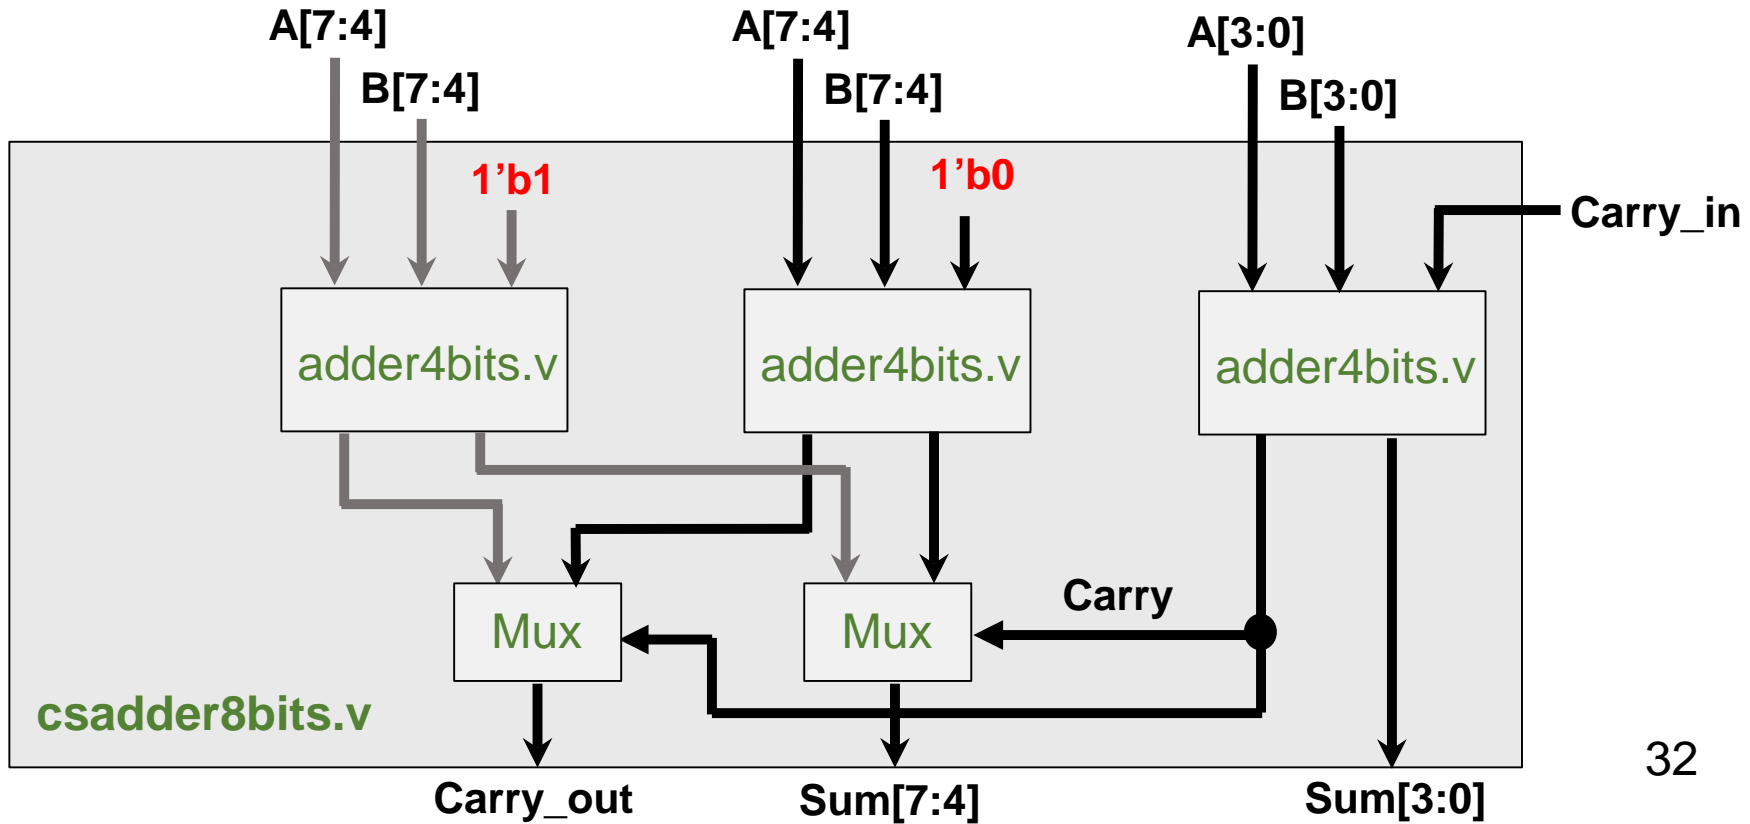 A[7:4]
A[7:4]
A[3:0]
B[7:4]
B[7:4]
B[3:0]
1’b1
1’b0
Carry_in
adder4bits.v
adder4bits.v
adder4bits.v
Carry
Mux
Mux
csadder8bits.v
32
Carry_out
Sum[7:4]
Sum[3:0]